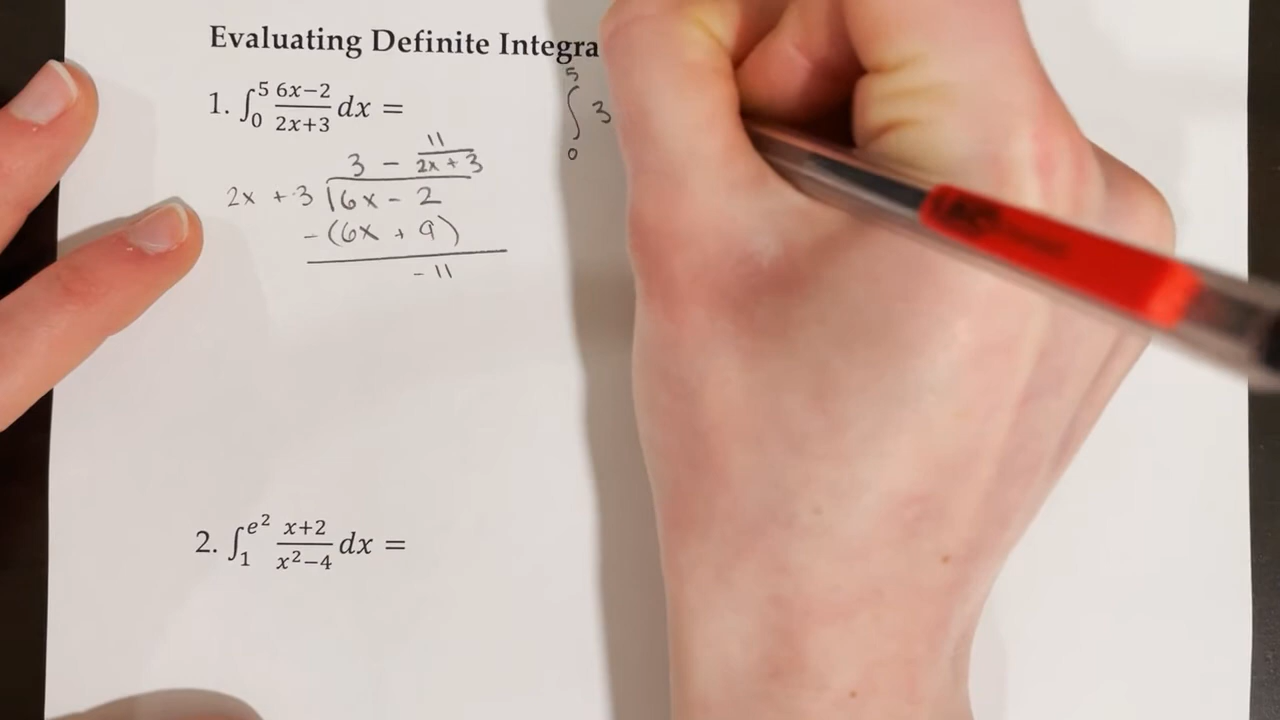 Evaluating Definite Integra
1. ∫₀⁵ (6x−2)/(2x+3) dx =
∫₀⁵ 3
3 − 11/(2x + 3)
2x + 3 | 6x − 2
−(6x + 9)
−11
2. ∫₁^(e²) (x+2)/(x²−4) dx =